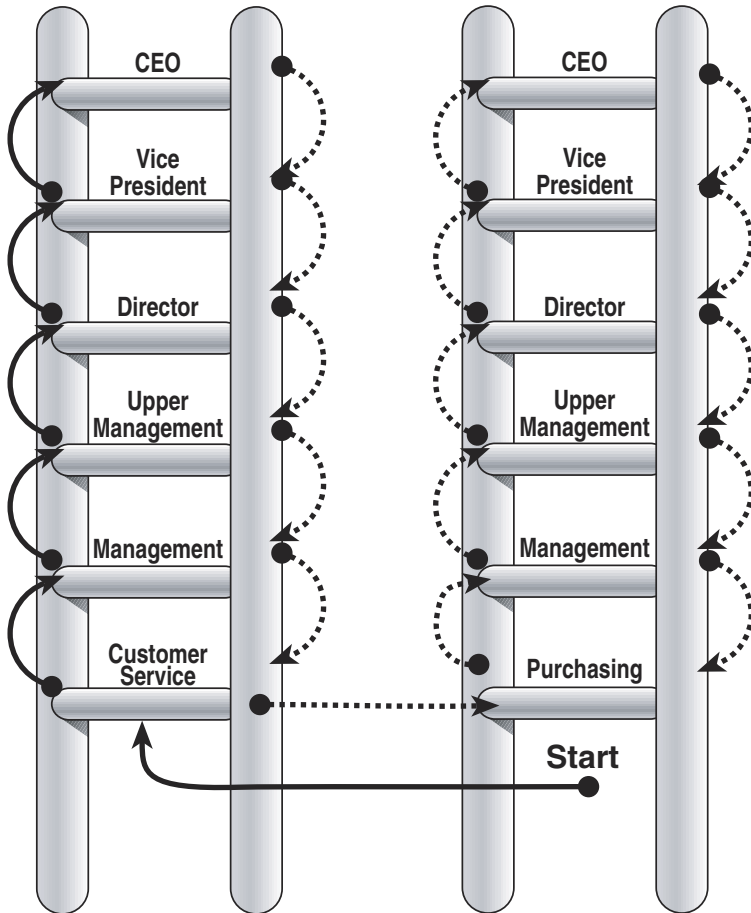 CEO
Vice
President
Director
Upper
Management
Management
Customer
Service
CEO
Vice
President
Director
Upper
Management
Management
Purchasing
Start